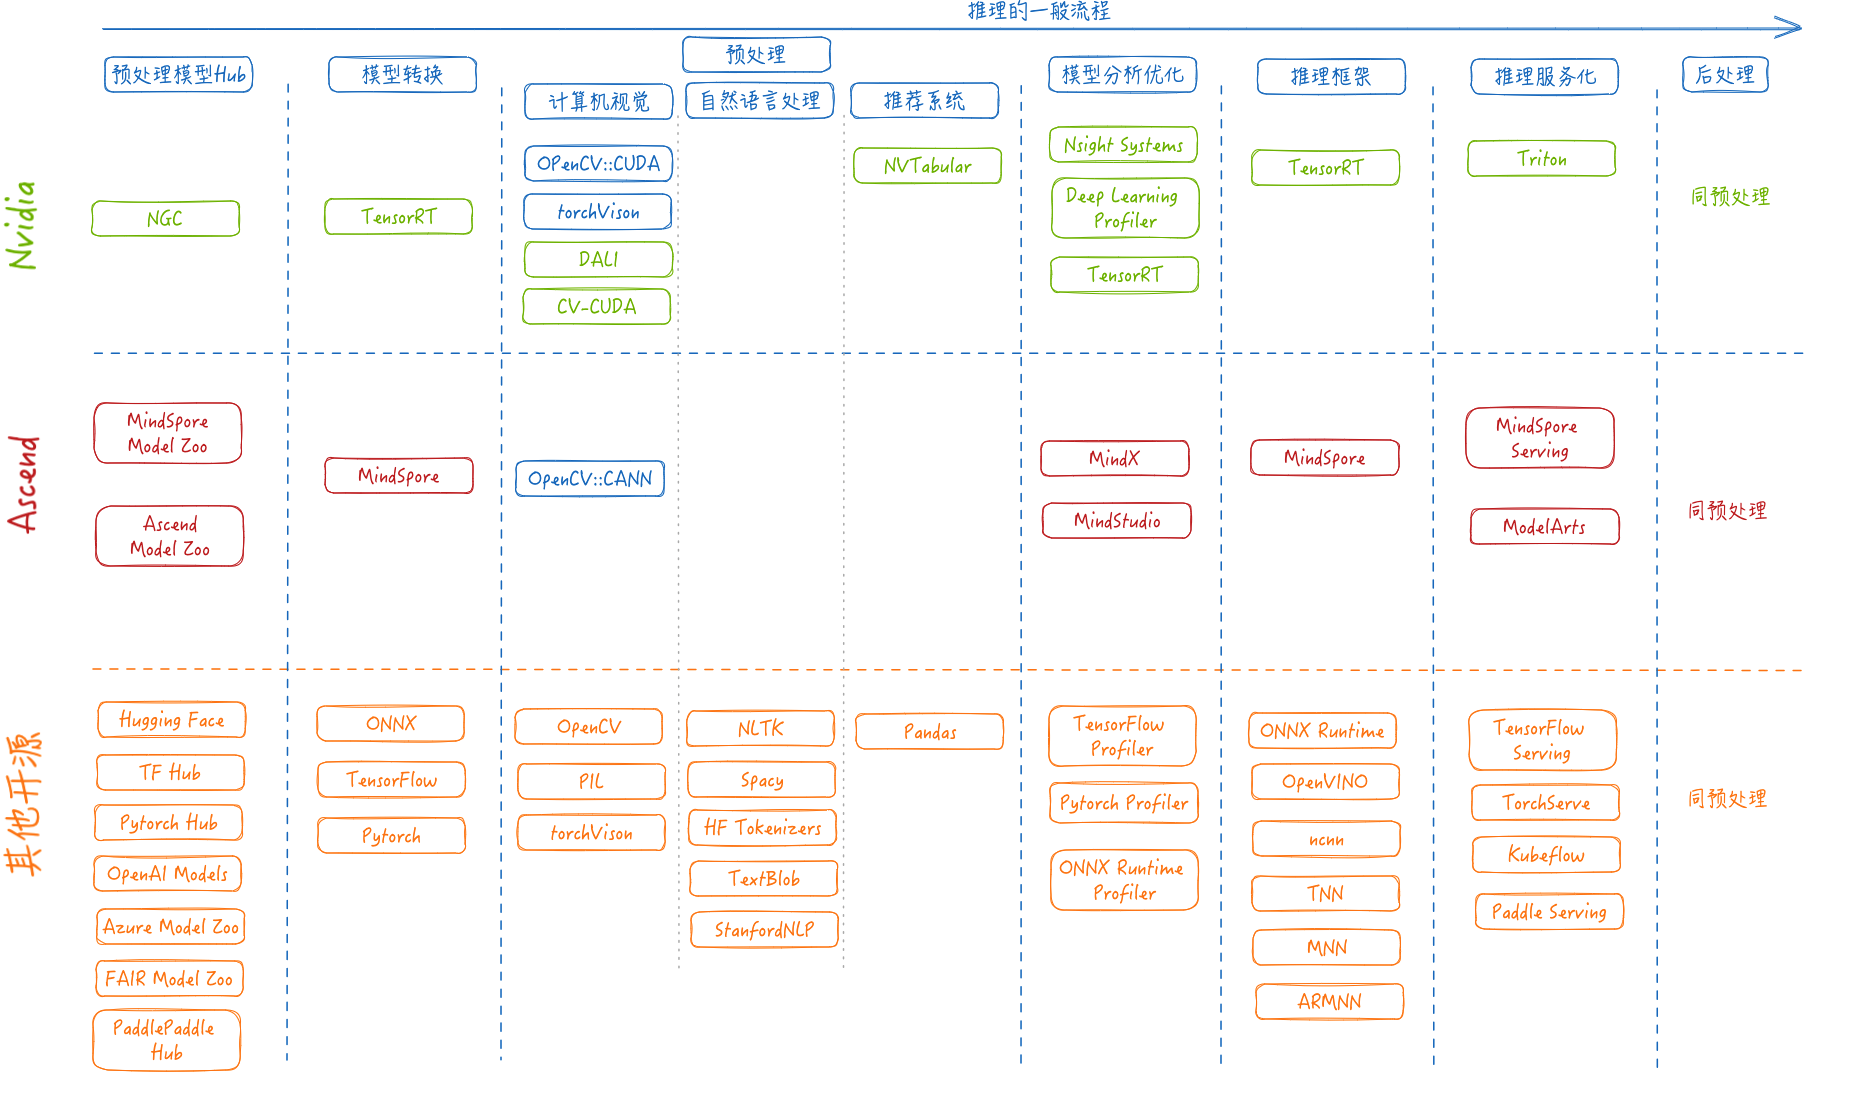 推理的一般流程
预处理模型Hub
模型转换
预处理
计算机视觉
自然语言处理
推荐系统
模型分析优化
推理框架
推理服务化
后处理
Nvidia
NGC
TensorRT
OPenCV::CUDA
torchVison
DALI
CV-CUDA
NVTabular
Nsight Systems
Deep Learning
Profiler
TensorRT
TensorRT
Triton
同预处理
Ascend
MindSpore
Model Zoo
Ascend
Model Zoo
MindSpore
OpenCV::CANN
MindX
MindStudio
MindSpore
MindSpore
Serving
ModelArts
同预处理
其他开源
Hugging Face
TF Hub
Pytorch Hub
OpenAI Models
Azure Model Zoo
FAIR Model Zoo
PaddlePaddle
Hub
ONNX
TensorFlow
Pytorch
OpenCV
PIL
torchVison
NLTK
Spacy
HF Tokenizers
TextBlob
StanfordNLP
Pandas
TensorFlow
Profiler
Pytorch Profiler
ONNX Runtime
Profiler
ONNX Runtime
OpenVINO
ncnn
TNN
MNN
ARMNN
TensorFlow
Serving
TorchServe
Kubeflow
Paddle Serving
同预处理